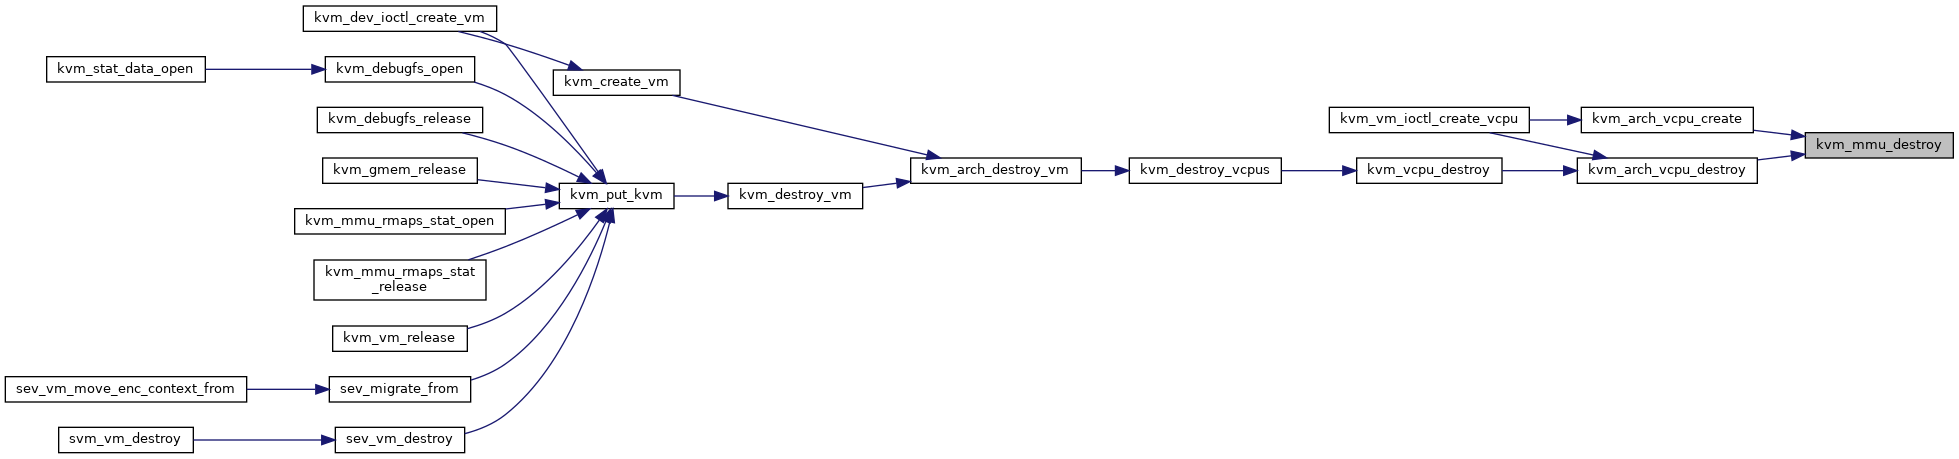 kvm_dev_ioctl_create_vm
kvm_stat_data_open
kvm_debugfs_open
kvm_create_vm
kvm_debugfs_release
kvm_vm_ioctl_create_vcpu
kvm_arch_vcpu_create
kvm_mmu_destroy
kvm_gmem_release
kvm_arch_destroy_vm
kvm_destroy_vcpus
kvm_vcpu_destroy
kvm_arch_vcpu_destroy
kvm_put_kvm
kvm_destroy_vm
kvm_mmu_rmaps_stat_open
kvm_mmu_rmaps_stat
_release
kvm_vm_release
sev_vm_move_enc_context_from
sev_migrate_from
svm_vm_destroy
sev_vm_destroy